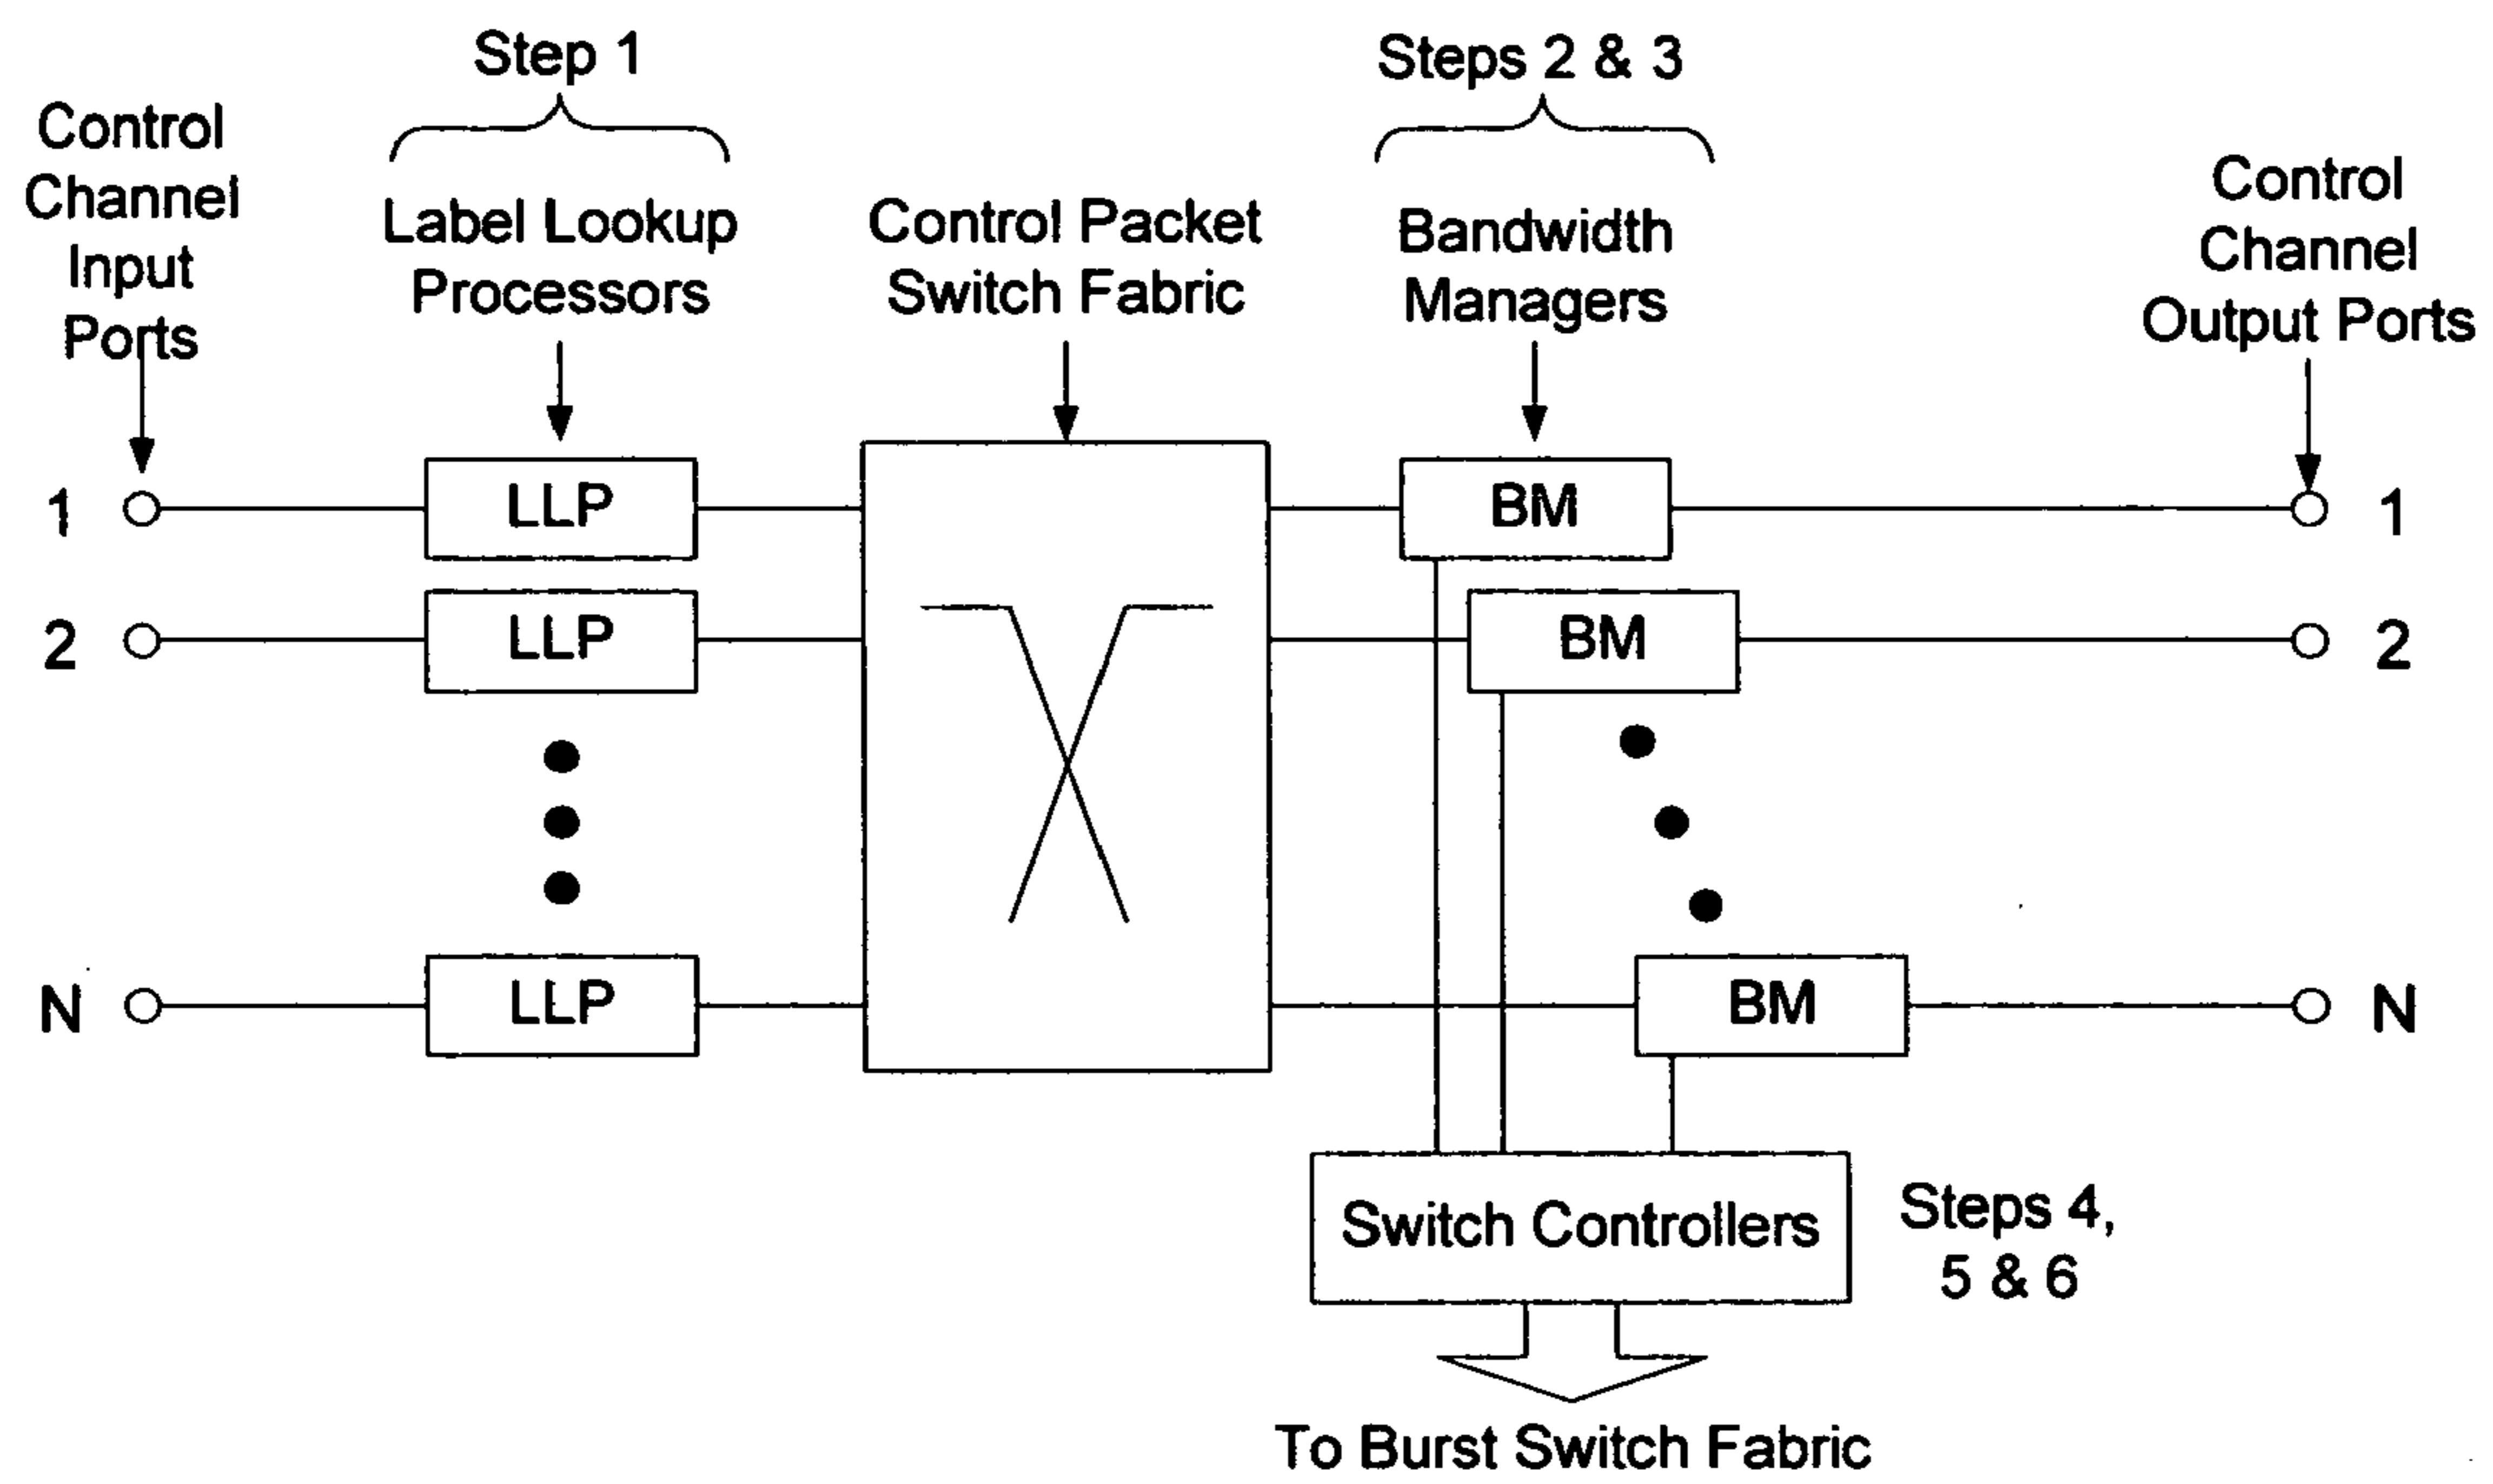 Step 1
Steps 2 & 3
Control
Channel
Input
Ports
Label Lookup
Processors
Control Packet
Switch Fabric
Bandwidth
Managers
Control
Channel
Output Ports
1 LLP BM 1
2 LLP BM 2
N LLP BM N
Switch Controllers
Steps 4,
5 & 6
To Burst Switch Fabric